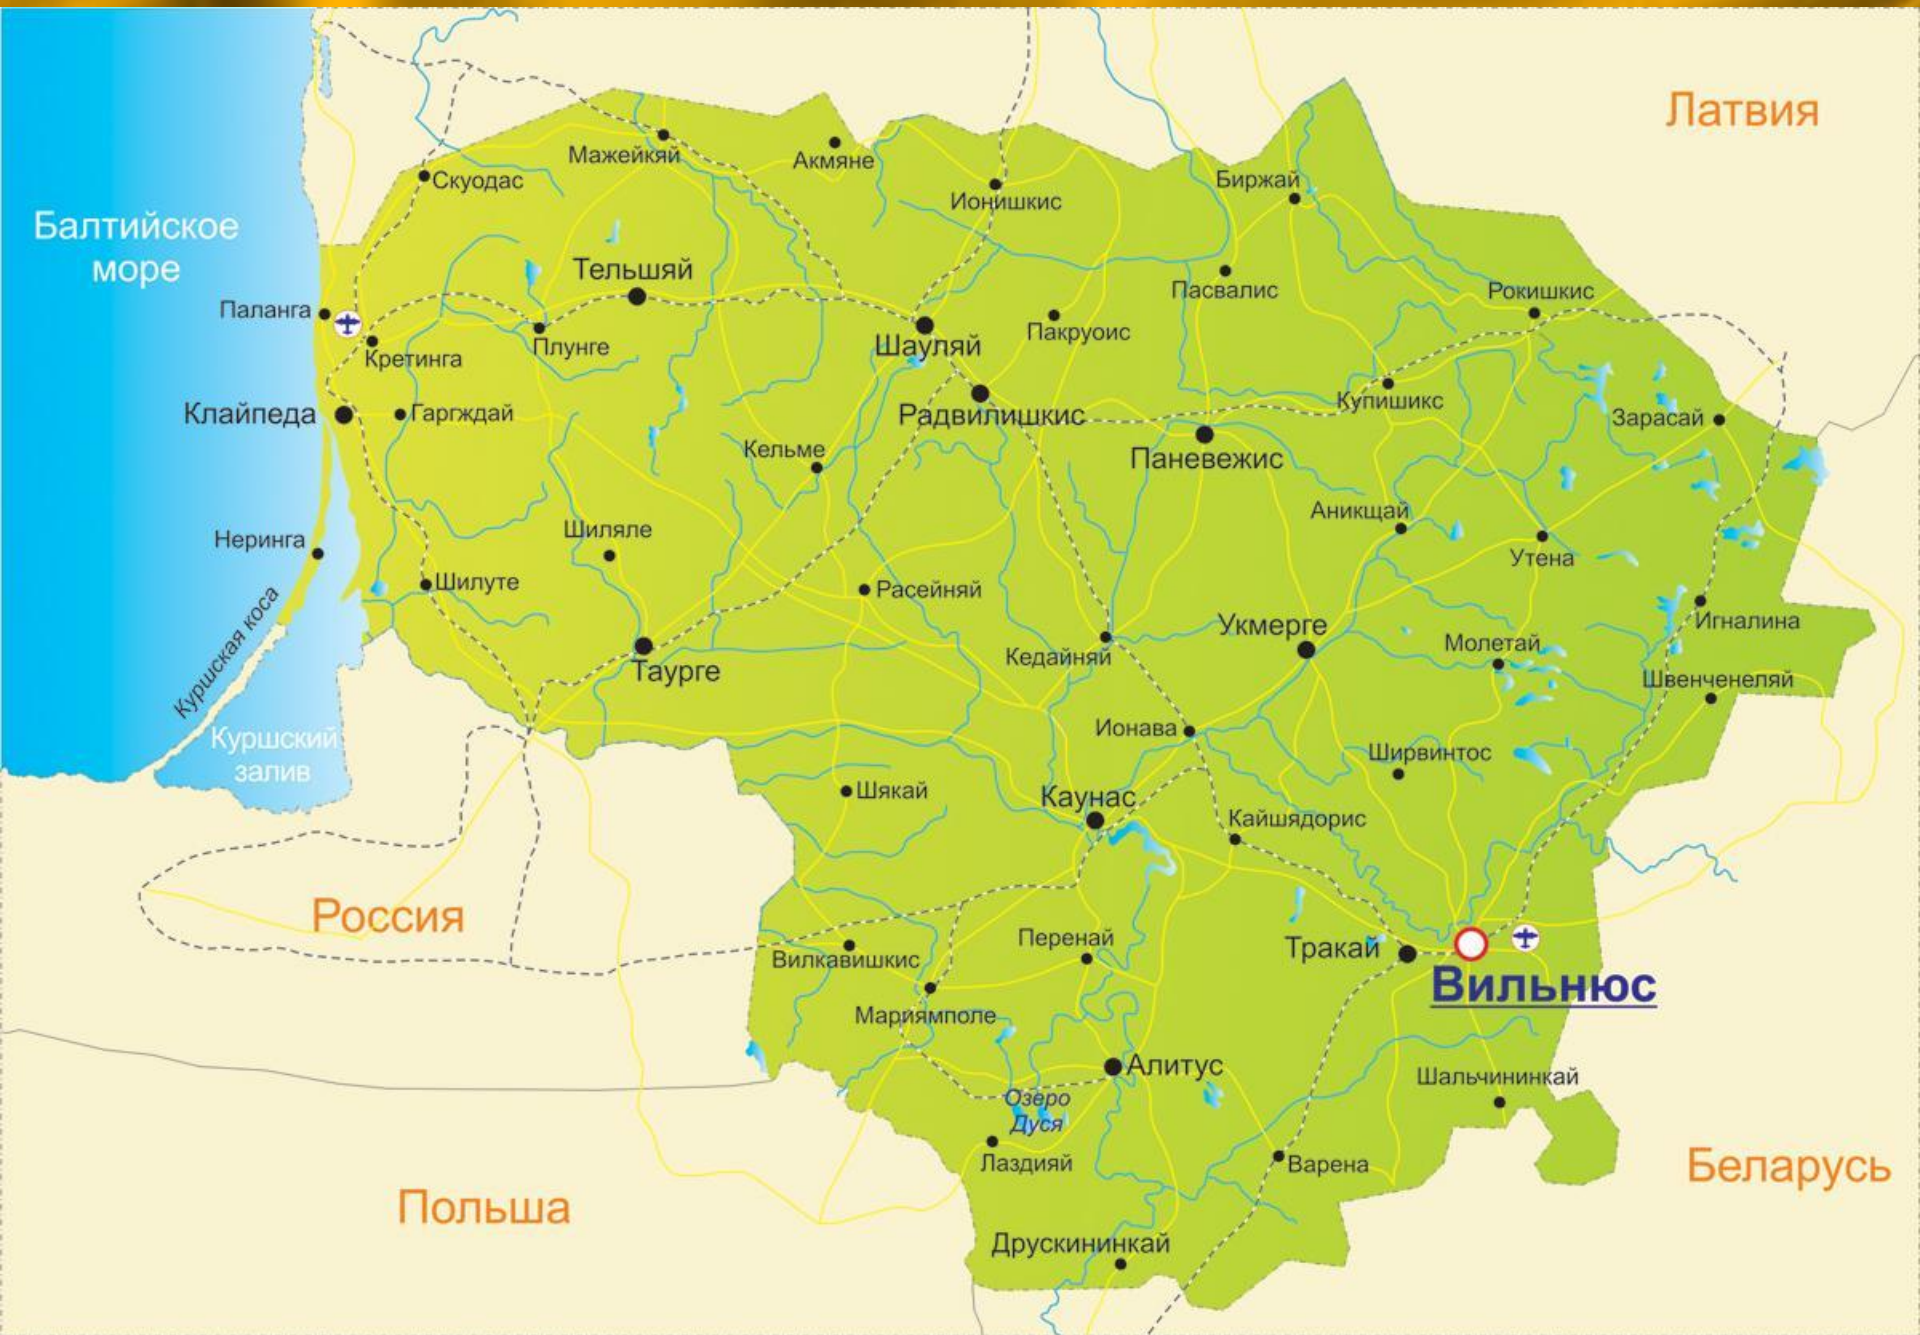 Латвия
Мажейкяй
Акмяне
Скуодас
Ионишкис
Биржай
Балтийское
море
Тельшяй
Пасвалис
Рокишкис
Паланга
Кретинга
Плунге
Шауляй
Пакруоис
Клайпеда
Гаргждай
Радвилишкис
Купишикс
Зарасай
Кельме
Паневежис
Аникщай
Неринга
Шиляле
Утена
Шилуте
Расейняй
Куршская коса
Таурге
Кедайняй
Укмерге
Молетай
Игналина
Швенченеляй
Куршский
залив
Ионава
Ширвинтос
Шякай
Каунас
Кайшядорис
Россия
Вилкавишкис
Перенай
Тракай
Вильнюс
Мариямполе
Алитус
Шальчининкай
Озеро
Дуся
Лаздияй
Варена
Беларусь
Польша
Друскининкай